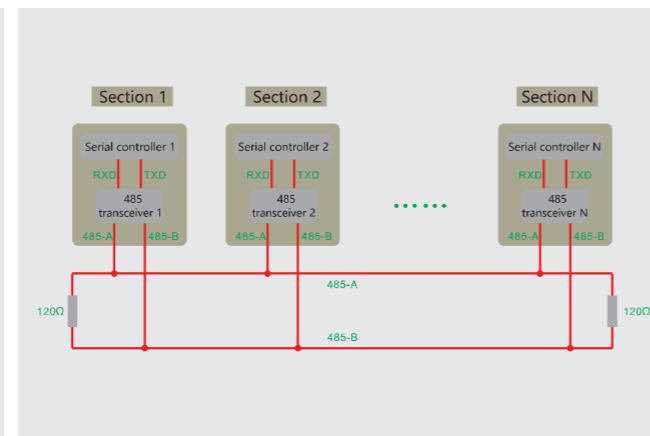 Section 1
Section 2
Section N
Serial controller 1
Serial controller 2
Serial controller N
RXD TXD
RXD TXD
RXD TXD
485
transceiver 1
485
transceiver 2
485
transceiver N
......
485-A 485-B
485-A 485-B
485-A 485-B
485-A
120Ω
120Ω
485-B